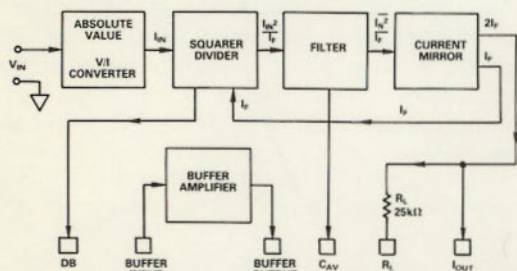 ABSOLUTE
VALUE
V/I
CONVERTER
V_IN
I_IN
SQUARER
DIVIDER
I_IN²
I_F
FILTER
I_IN²
I_F
CURRENT
MIRROR
2I_F
I_F
I_F
BUFFER
AMPLIFIER
R_L
25kΩ
DB
BUFFER
BUFFER
C_AV
R_L
I_OUT